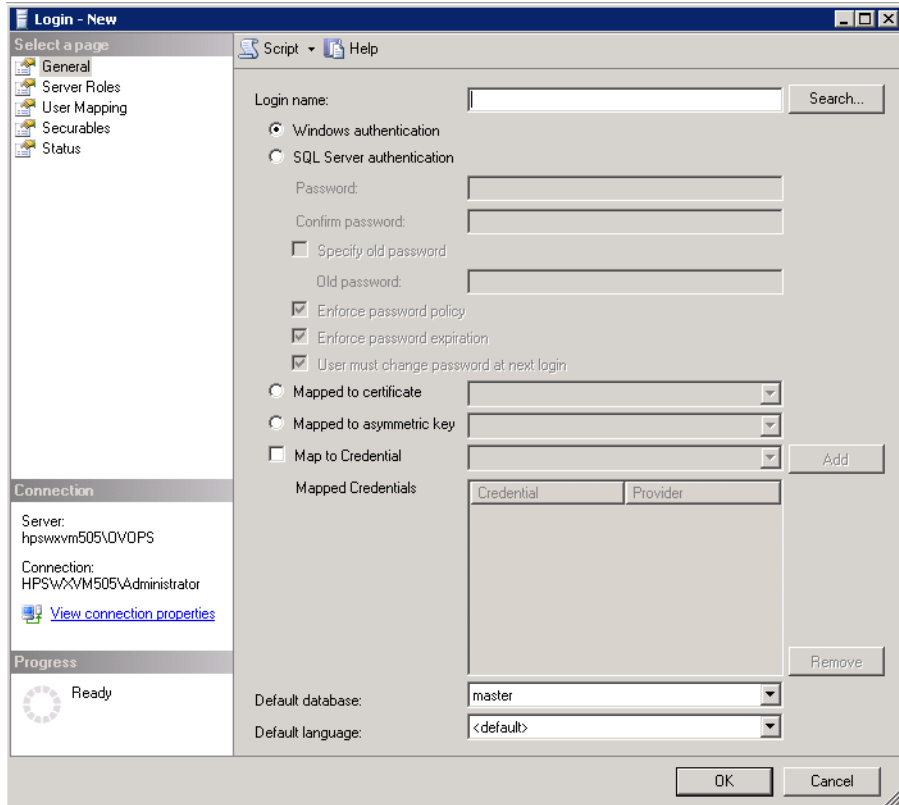 Login - New
Select a page
General
Server Roles
User Mapping
Securables
Status
Script Help
Login name: Search...
Windows authentication
SQL Server authentication
Password:
Confirm password:
Specify old password
Old password:
Enforce password policy
Enforce password expiration
User must change password at next login
Mapped to certificate
Mapped to asymmetric key
Map to Credential Add
Mapped Credentials Credential Provider
Remove
Default database: master
Default language: <default>
Connection
Server:
hpswxvm505\OVOPS
Connection:
HPSWXVM505\Administrator
View connection properties
Progress
Ready
OK Cancel